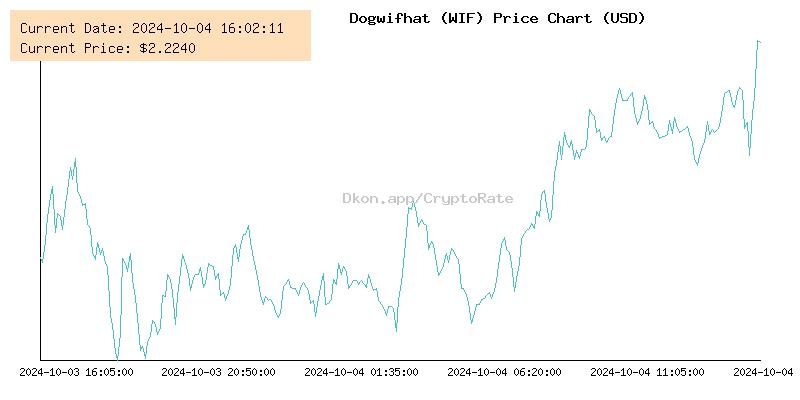 Dogwifhat (WIF) Price Chart (USD)
Current Date: 2024-10-04 16:02:11
Current Price: $2.2240
Dkon.app/CryptoRate
2024-10-03 16:05:00 2024-10-03 20:50:00 2024-10-04 01:35:00 2024-10-04 06:20:00 2024-10-04 11:05:00 2024-10-04